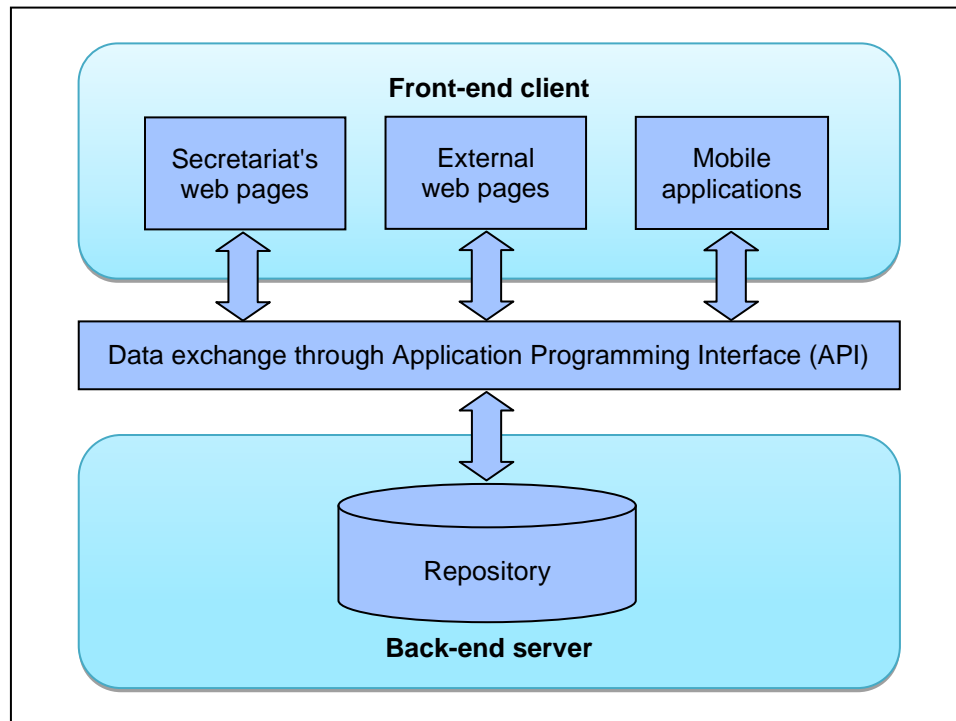 Front-end client
Secretariat's
web pages
External
web pages
Mobile
applications
Data exchange through Application Programming Interface (API)
Repository
Back-end server